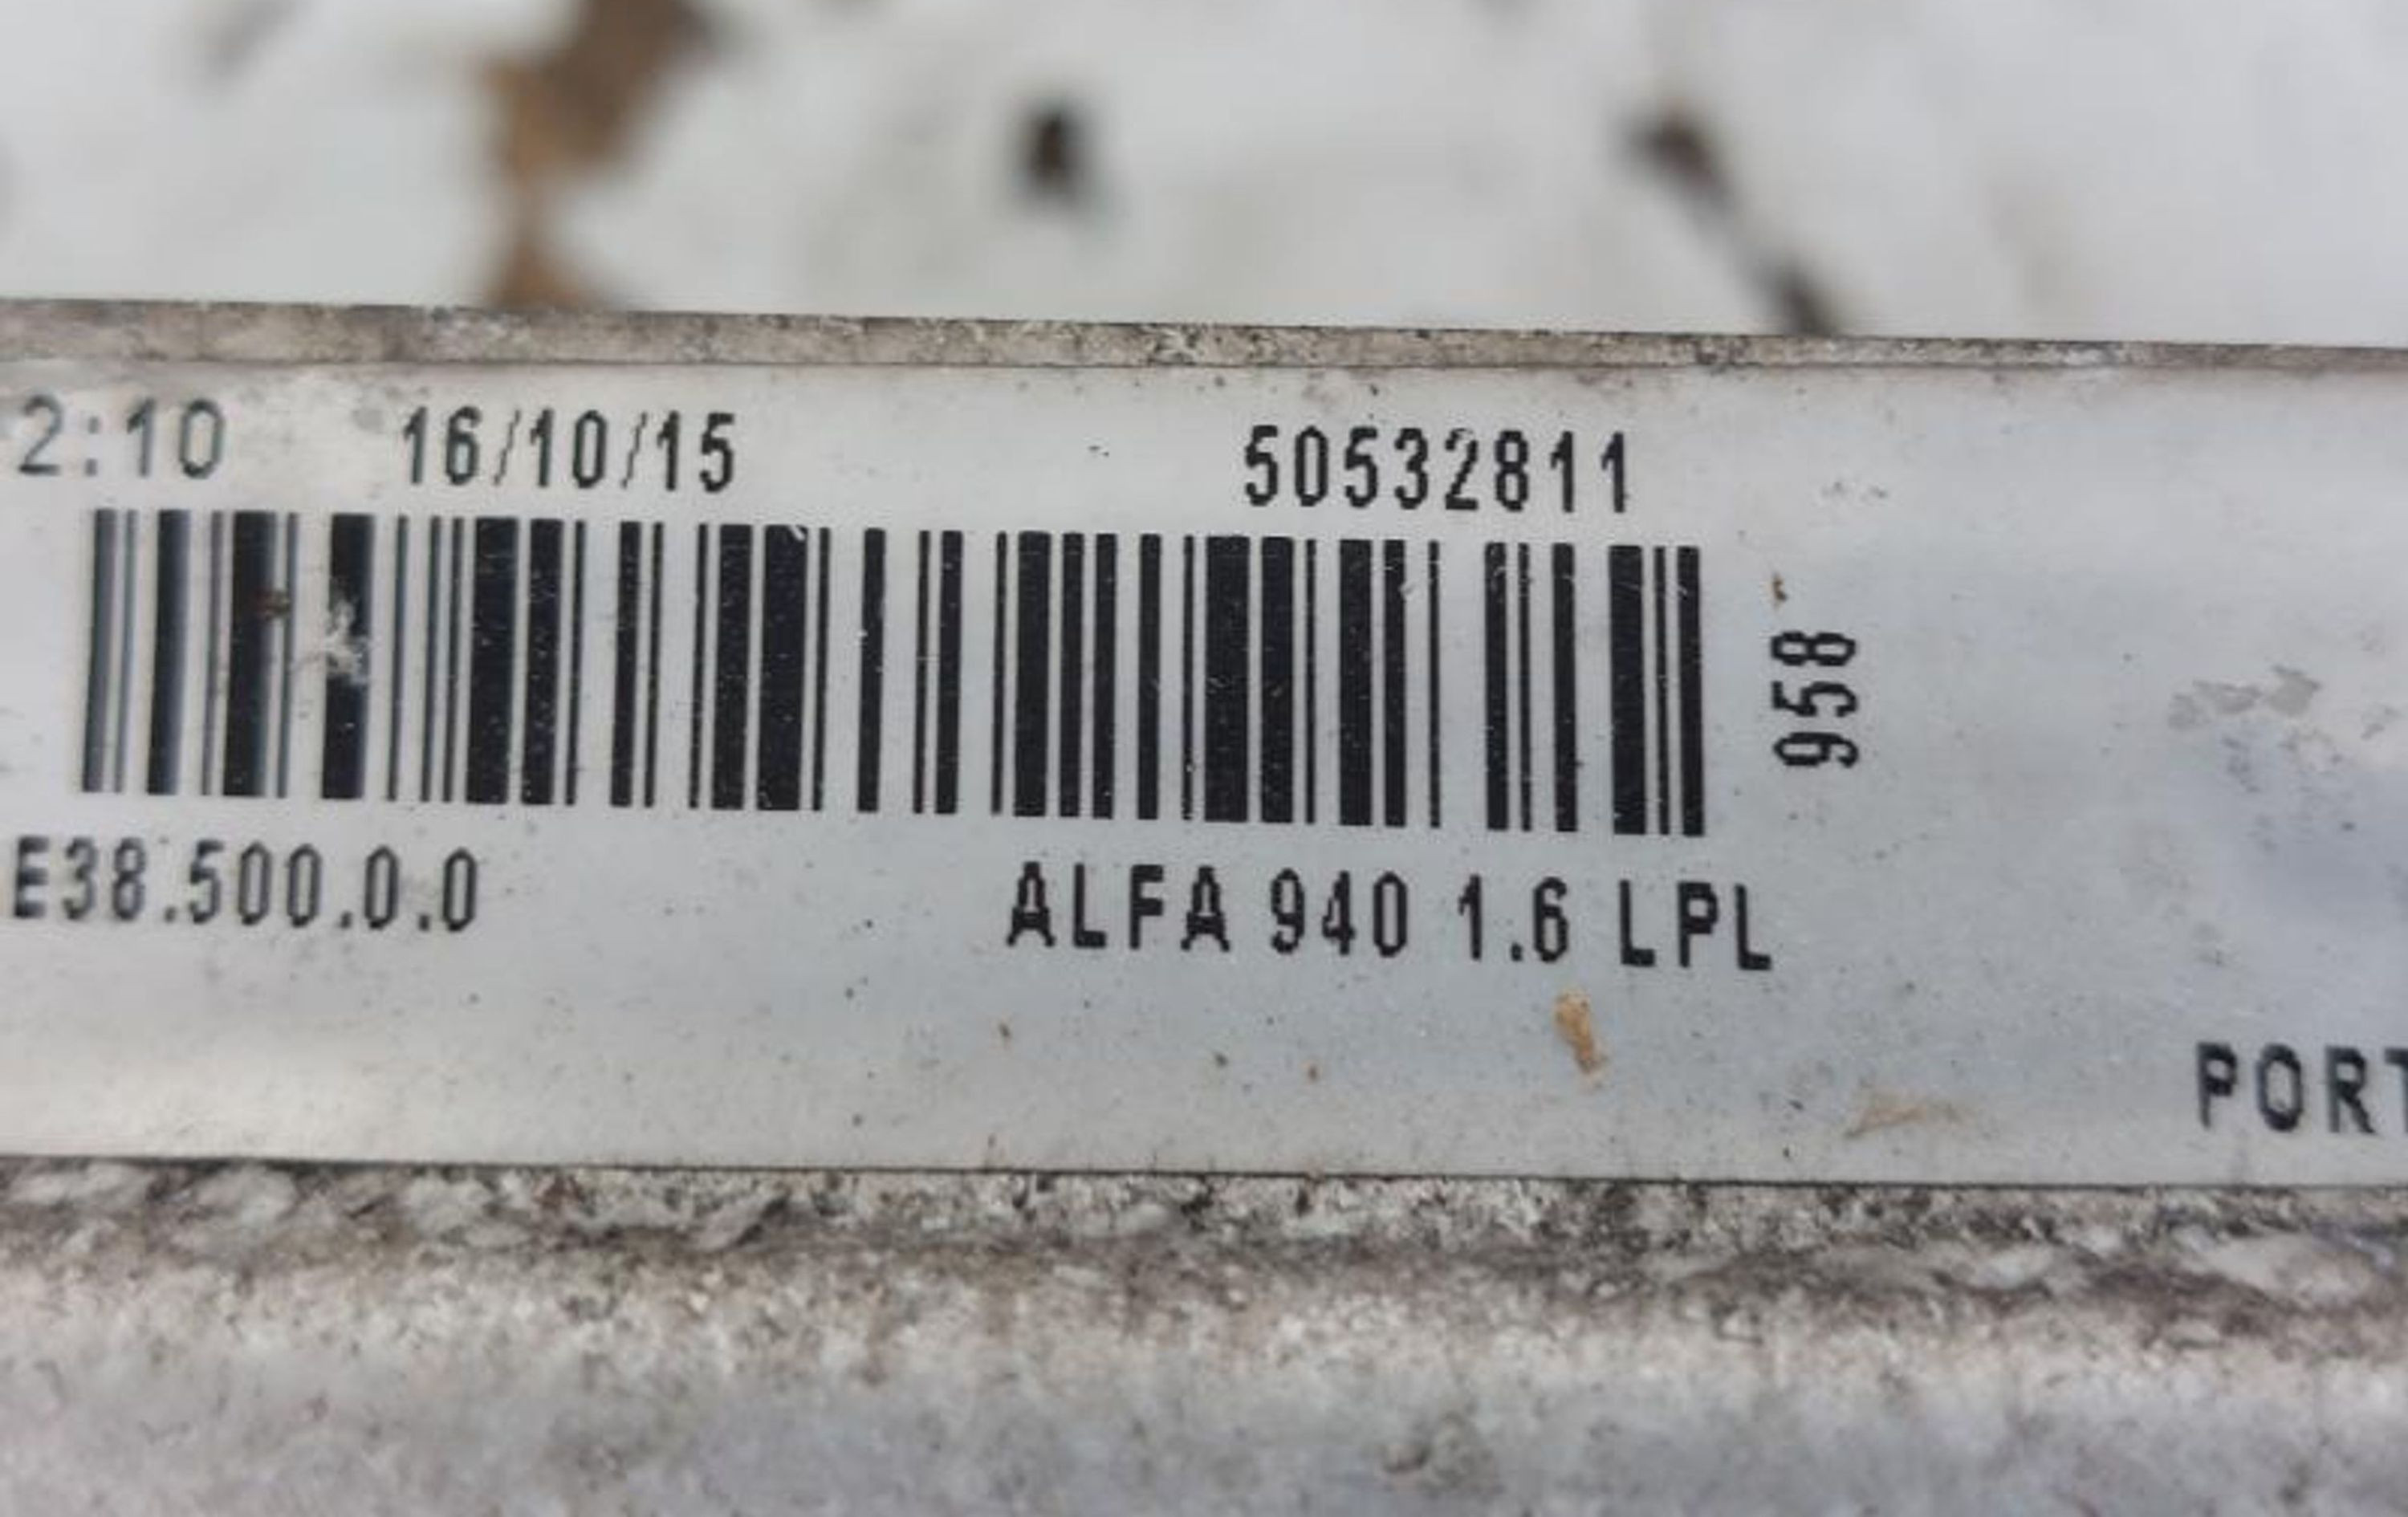 2:10 16/10/15 50532811
958
E38.500.0.0 ALFA 940 1.6 LPL
PORT